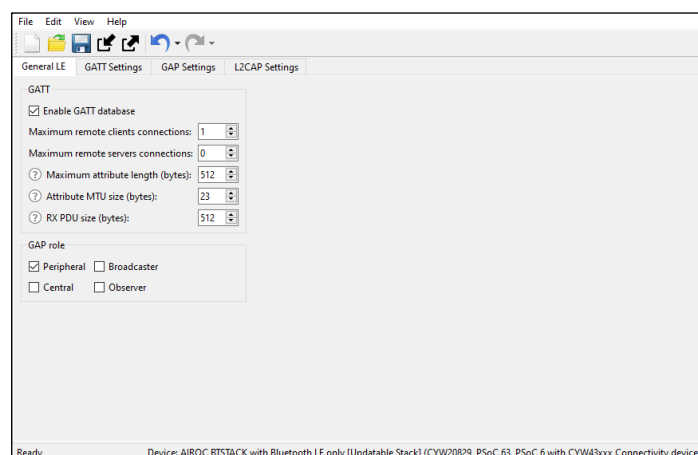 File Edit View Help
General LE GATT Settings GAP Settings L2CAP Settings
GATT
Enable GATT database
Maximum remote clients connections: 1
Maximum remote servers connections: 0
? Maximum attribute length (bytes): 512
? Attribute MTU size (bytes): 23
? RX PDU size (bytes): 512
GAP role
Peripheral Broadcaster
Central Observer
Ready Device: AIROC BTSTACK with Bluetooth LE only [Updatable Stack] (CYW20829, PSoC 63, PSoC 6 with CYW43xxx Connectivity device